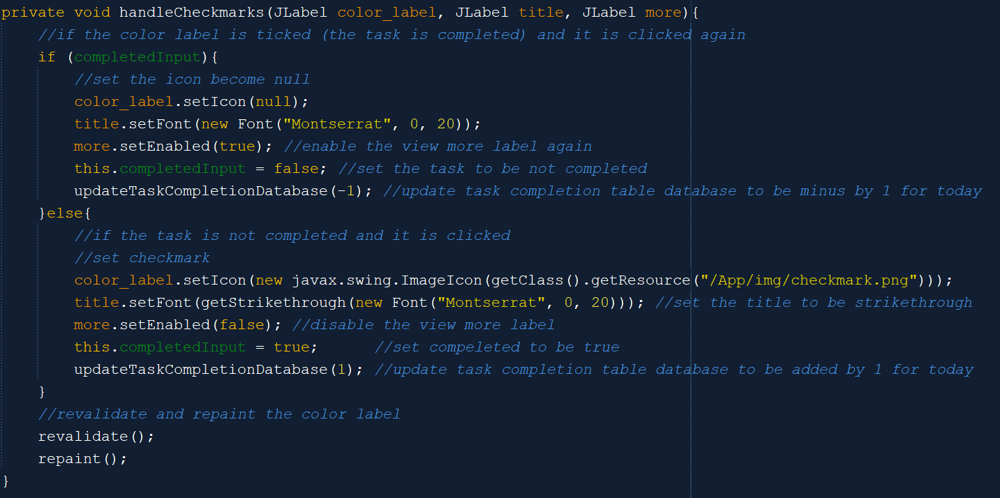 private void handleCheckmarks(JLabel color_label, JLabel title, JLabel more){
    //if the color label is ticked (the task is completed) and it is clicked again
    if (completedInput){
        //set the icon become null
        color_label.setIcon(null);
        title.setFont(new Font("Montserrat", 0, 20));
        more.setEnabled(true); //enable the view more label again
        this.completedInput = false; //set the task to be not completed
        updateTaskCompletionDatabase(-1); //update task completion table database to be minus by 1 for today
    }else{
        //if the task is not completed and it is clicked
        //set checkmark
        color_label.setIcon(new javax.swing.ImageIcon(getClass().getResource("/App/img/checkmark.png")));
        title.setFont(getStrikethrough(new Font("Montserrat", 0, 20))); //set the title to be strikethrough
        more.setEnabled(false); //disable the view more label
        this.completedInput = true;      //set compeleted to be true
        updateTaskCompletionDatabase(1); //update task completion table database to be added by 1 for today
    }
    //revalidate and repaint the color label
    revalidate();
    repaint();
}